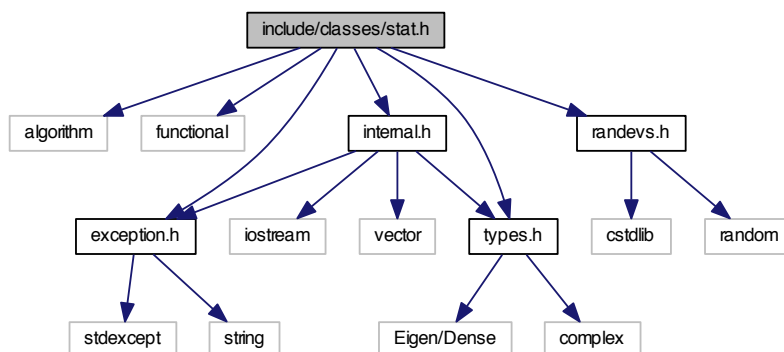 include/classes/stat.h
algorithm
functional
internal.h
randevs.h
exception.h
iostream
vector
types.h
cstdlib
random
stdexcept
string
Eigen/Dense
complex